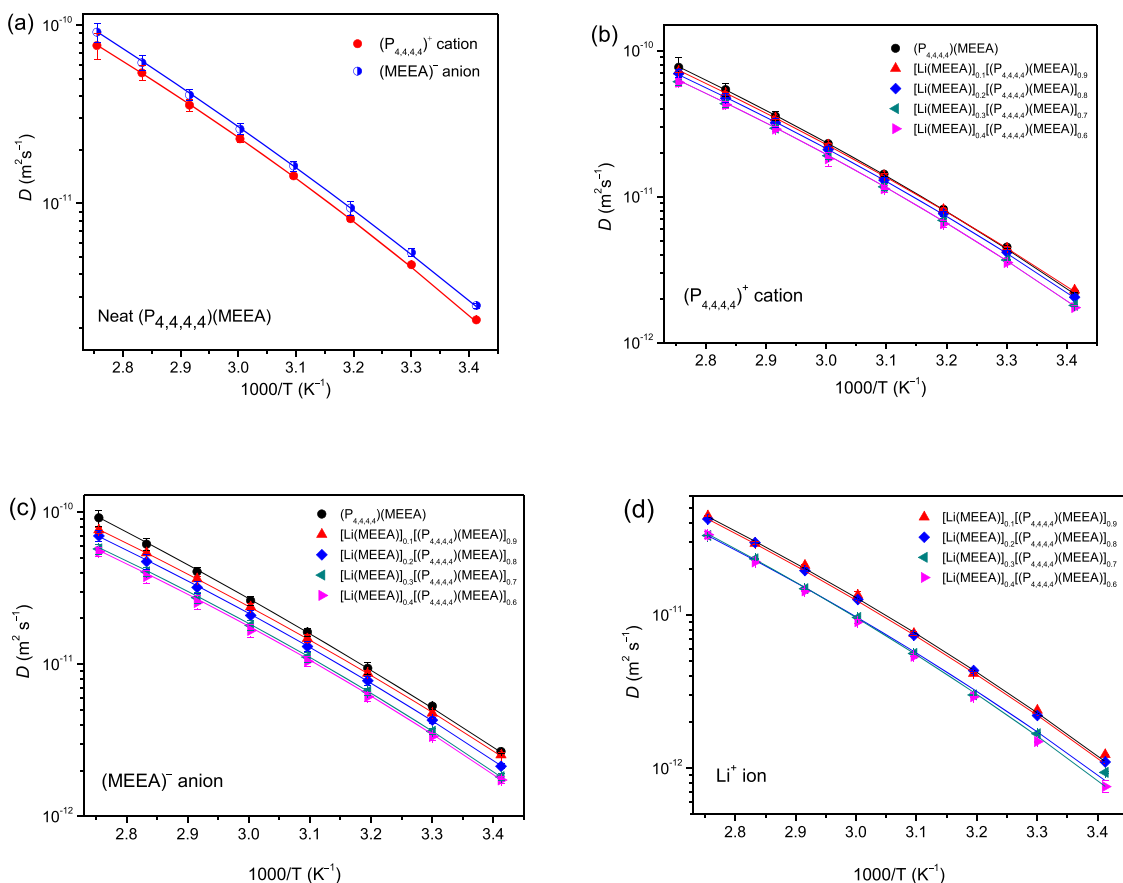 (a)
10⁻¹⁰
10⁻¹¹
D (m²s⁻¹)
(P₄,₄,₄,₄)⁺ cation
(MEEA)⁻ anion
Neat (P₄,₄,₄,₄)(MEEA)
2.8 2.9 3.0 3.1 3.2 3.3 3.4
1000/T (K⁻¹)
(b)
10⁻¹⁰
10⁻¹¹
10⁻¹²
D (m²s⁻¹)
(P₄,₄,₄,₄)(MEEA)
[Li(MEEA)]₀.₁[(P₄,₄,₄,₄)(MEEA)]₀.₉
[Li(MEEA)]₀.₂[(P₄,₄,₄,₄)(MEEA)]₀.₈
[Li(MEEA)]₀.₃[(P₄,₄,₄,₄)(MEEA)]₀.₇
[Li(MEEA)]₀.₄[(P₄,₄,₄,₄)(MEEA)]₀.₆
(P₄,₄,₄,₄)⁺ cation
2.8 2.9 3.0 3.1 3.2 3.3 3.4
1000/T (K⁻¹)
(c)
10⁻¹⁰
10⁻¹¹
10⁻¹²
D (m² s⁻¹)
(P₄,₄,₄,₄)(MEEA)
[Li(MEEA)]₀.₁[(P₄,₄,₄,₄)(MEEA)]₀.₉
[Li(MEEA)]₀.₂[(P₄,₄,₄,₄)(MEEA)]₀.₈
[Li(MEEA)]₀.₃[(P₄,₄,₄,₄)(MEEA)]₀.₇
[Li(MEEA)]₀.₄[(P₄,₄,₄,₄)(MEEA)]₀.₆
(MEEA)⁻ anion
2.8 2.9 3.0 3.1 3.2 3.3 3.4
1000/T (K⁻¹)
(d)
10⁻¹¹
10⁻¹²
D (m² s⁻¹)
[Li(MEEA)]₀.₁[(P₄,₄,₄,₄)(MEEA)]₀.₉
[Li(MEEA)]₀.₂[(P₄,₄,₄,₄)(MEEA)]₀.₈
[Li(MEEA)]₀.₃[(P₄,₄,₄,₄)(MEEA)]₀.₇
[Li(MEEA)]₀.₄[(P₄,₄,₄,₄)(MEEA)]₀.₆
Li⁺ ion
2.8 2.9 3.0 3.1 3.2 3.3 3.4
1000/T (K⁻¹)